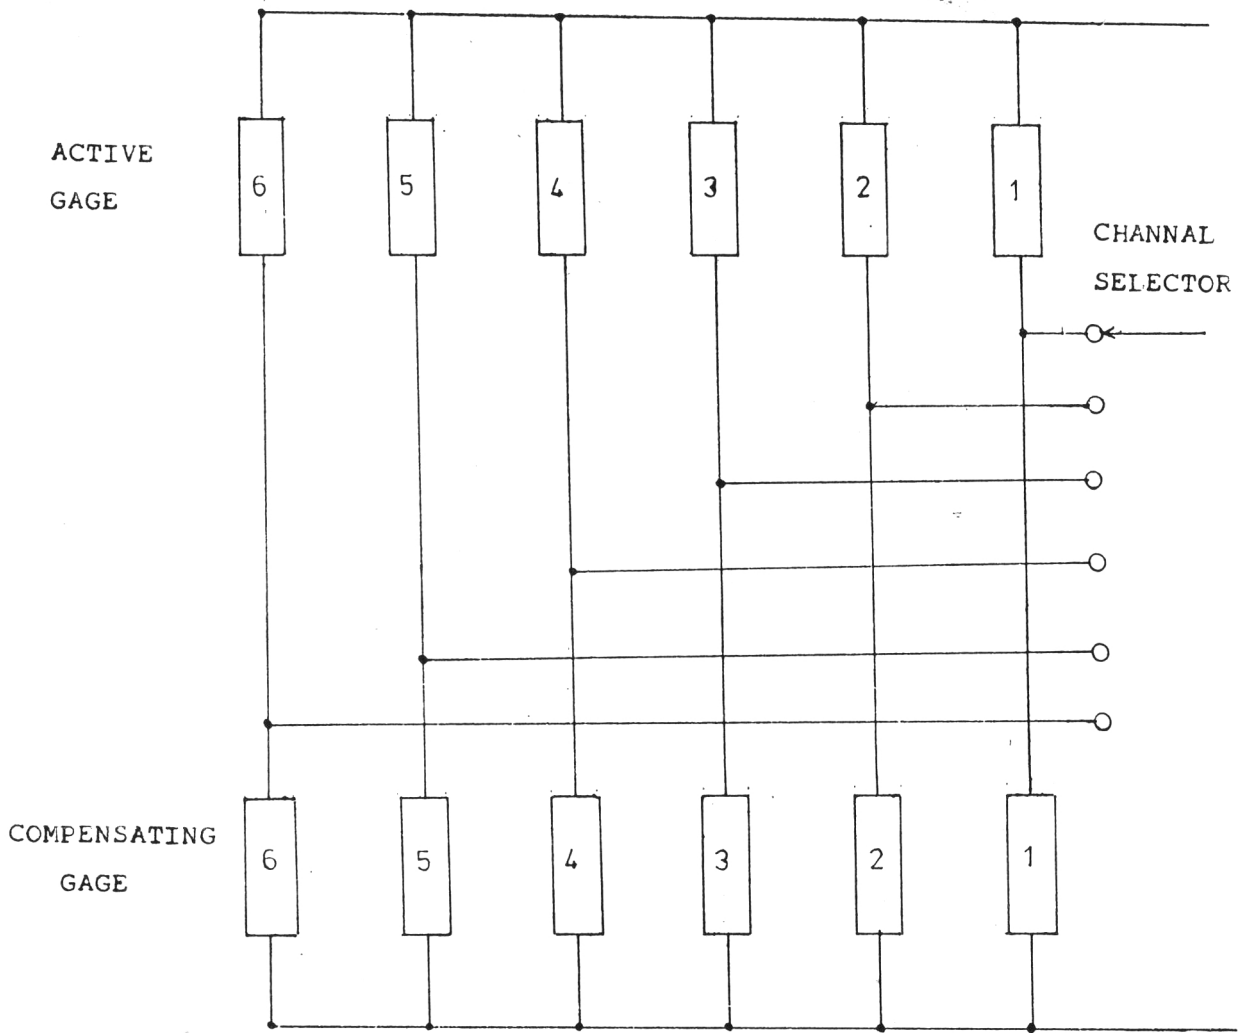 6 5 4 3 2 1
ACTIVE
GAGE
CHANNAL
SELECTOR
COMPENSATING
GAGE
6 5 4 3 2 1